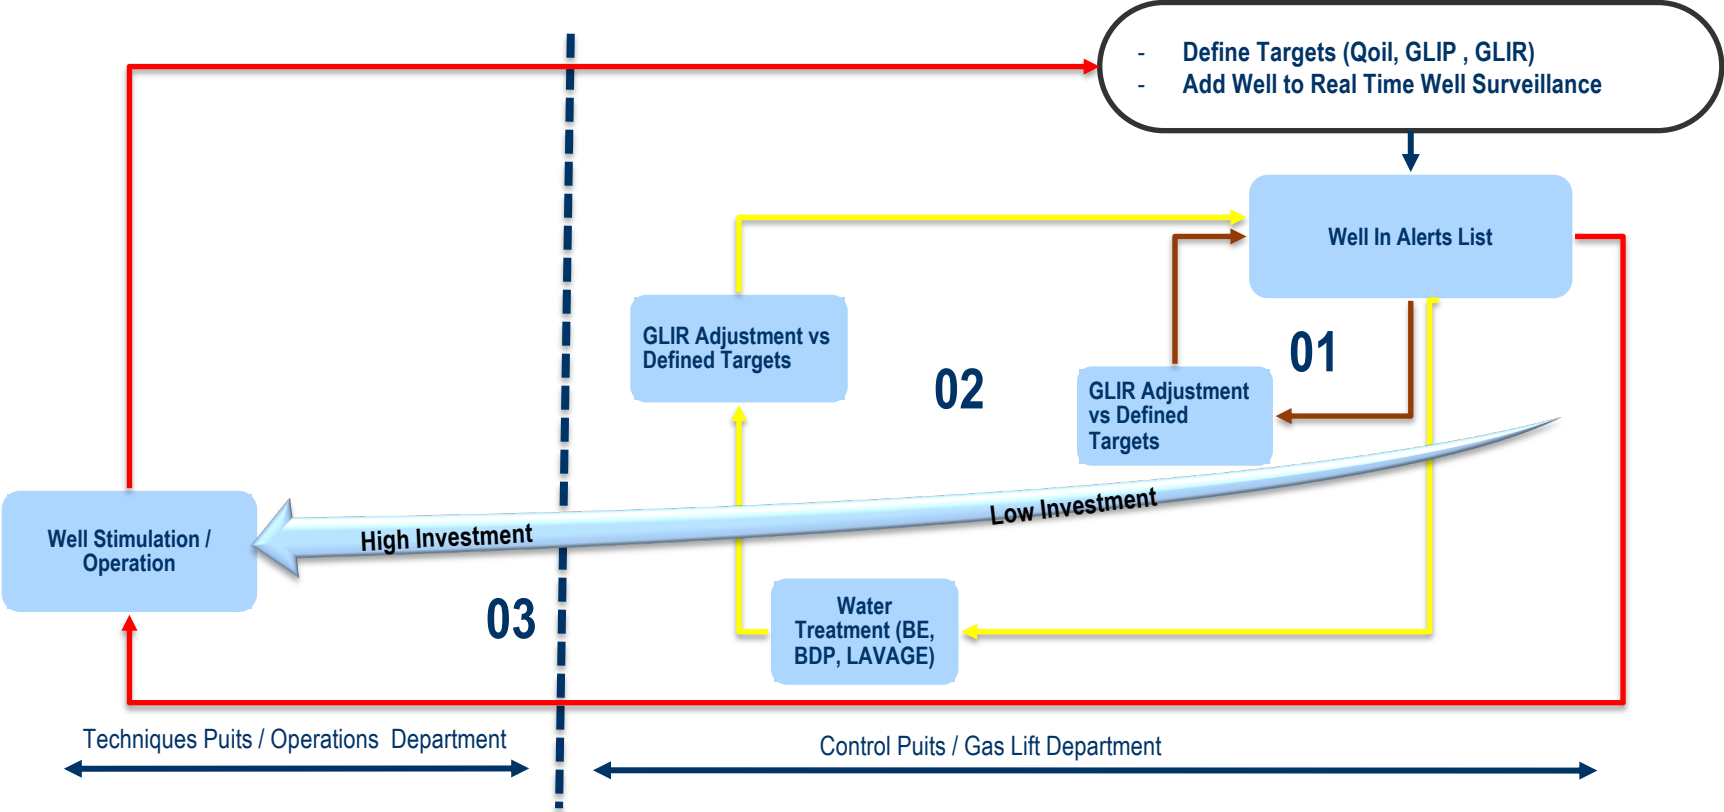 - Define Targets (Qoil, GLIP , GLIR)
- Add Well to Real Time Well Surveillance
Well In Alerts List
GLIR Adjustment vs
Defined Targets
01
02
GLIR Adjustment
vs Defined
Targets
Low Investment
High Investment
Well Stimulation /
Operation
03
Water
Treatment (BE,
BDP, LAVAGE)
Techniques Puits / Operations Department
Control Puits / Gas Lift Department